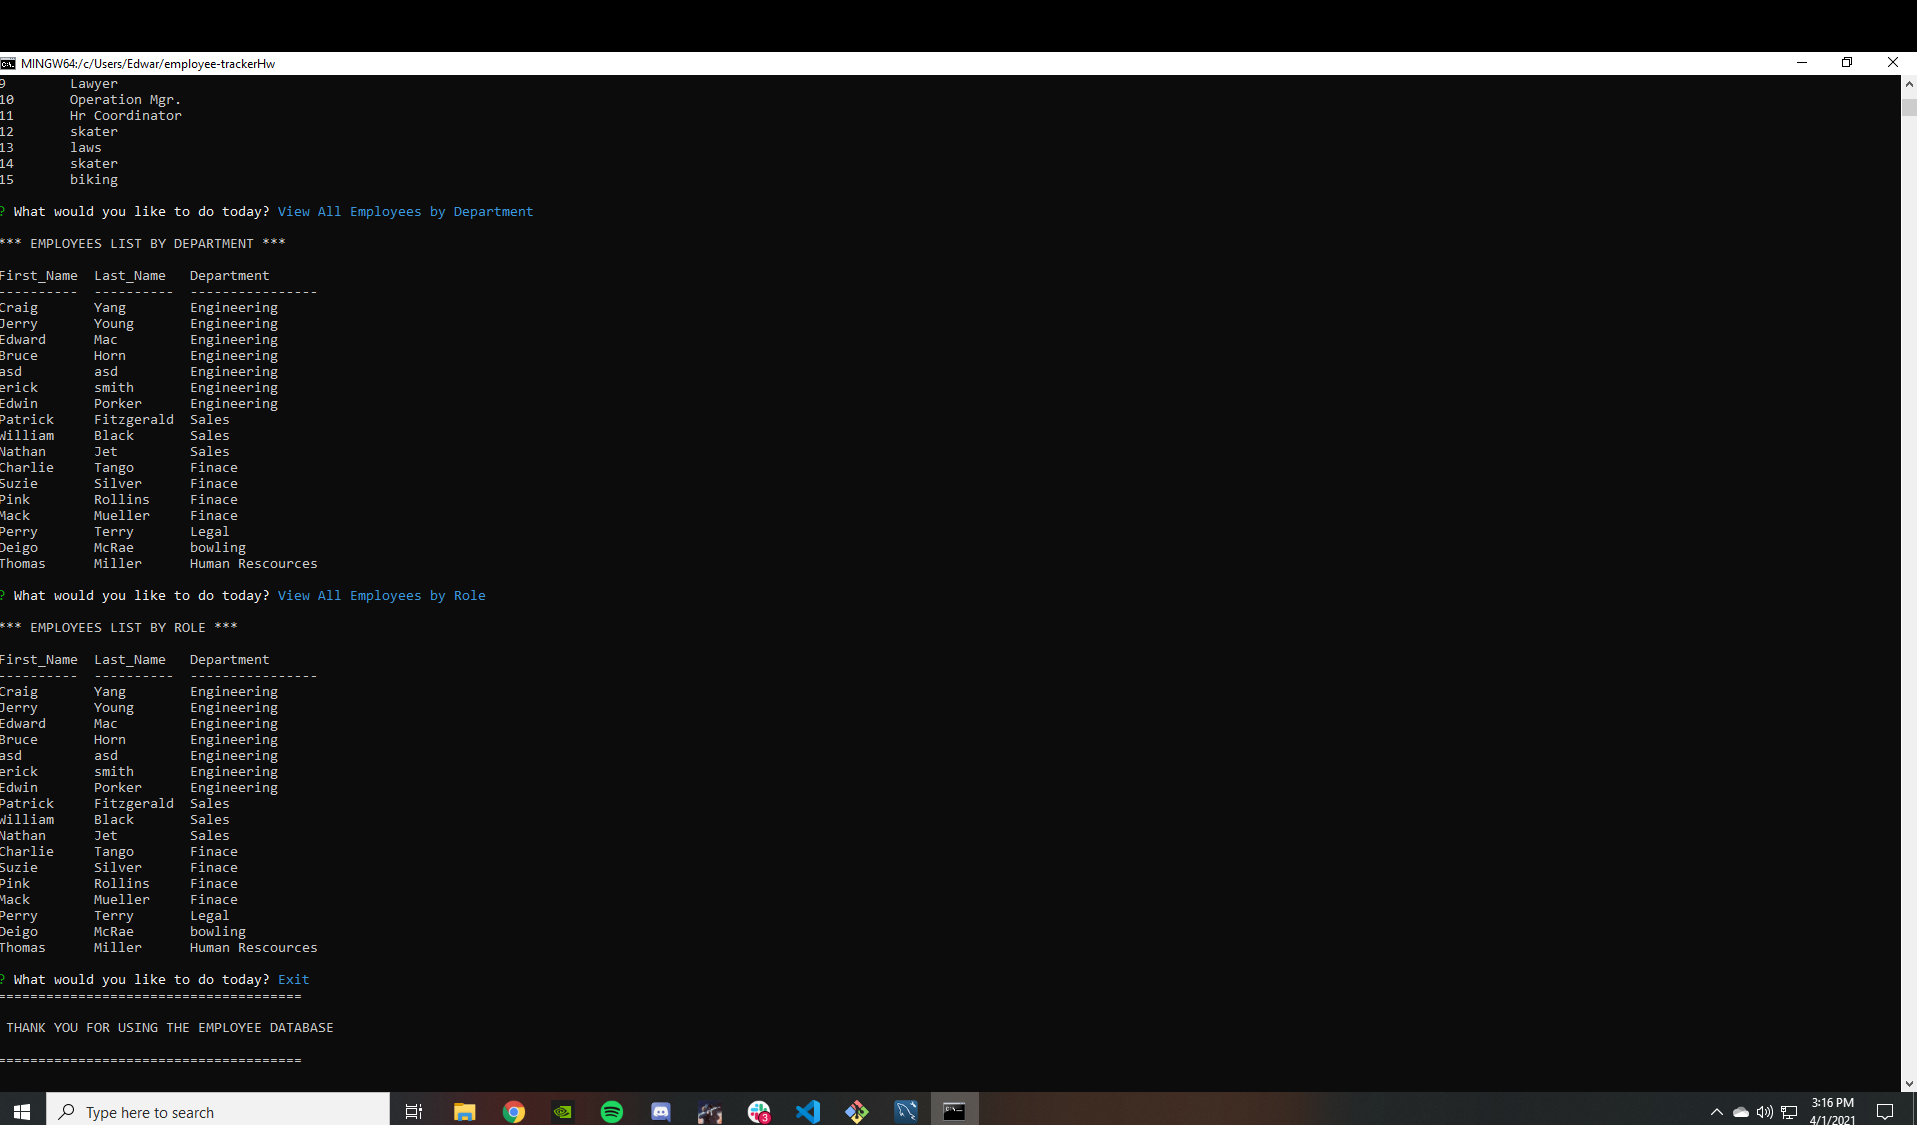 MINGW64:/c/Users/Edwar/employee-trackerHw
9 Lawyer
10 Operation Mgr.
11 Hr Coordinator
12 skater
13 laws
14 skater
15 biking
? What would you like to do today? View All Employees by Department
*** EMPLOYEES LIST BY DEPARTMENT ***
First_Name Last_Name Department
---------- ---------- ----------------
Craig Yang Engineering
Jerry Young Engineering
Edward Mac Engineering
Bruce Horn Engineering
asd asd Engineering
erick smith Engineering
Edwin Porker Engineering
Patrick Fitzgerald Sales
William Black Sales
Nathan Jet Sales
Charlie Tango Finace
Suzie Silver Finace
Pink Rollins Finace
Mack Mueller Finace
Perry Terry Legal
Deigo McRae bowling
Thomas Miller Human Rescources
? What would you like to do today? View All Employees by Role
*** EMPLOYEES LIST BY ROLE ***
First_Name Last_Name Department
---------- ---------- ----------------
Craig Yang Engineering
Jerry Young Engineering
Edward Mac Engineering
Bruce Horn Engineering
asd asd Engineering
erick smith Engineering
Edwin Porker Engineering
Patrick Fitzgerald Sales
William Black Sales
Nathan Jet Sales
Charlie Tango Finace
Suzie Silver Finace
Pink Rollins Finace
Mack Mueller Finace
Perry Terry Legal
Deigo McRae bowling
Thomas Miller Human Rescources
? What would you like to do today? Exit
======================================
THANK YOU FOR USING THE EMPLOYEE DATABASE
======================================
Type here to search
3
3:16 PM
4/1/2021